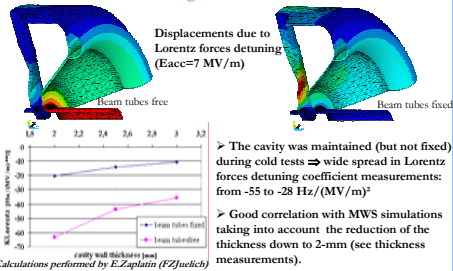 Displacements due to
Lorentz forces detuning
(Eacc=7 MV/m)
Beam tubes free
Beam tubes fixed
1,8 2 2,2 2,4 2,6 2,8 3 3,2
0
-10
-20
-30
-40
-50
-60
-70
KLorentz [Hz/(MV/m)**2]
beam tubes fixed
beam tubes free
cavity wall thickness [mm]
Calculations performed by E.Zaplatin (FZJuelich)
➤ The cavity was maintained (but not fixed)
during cold tests ⇒ wide spread in Lorentz
forces detuning coefficient measurements:
from -55 to -28 Hz/(MV/m)²
➤ Good correlation with MWS simulations
taking into account the reduction of the
thickness down to 2-mm (see thickness
measurements).